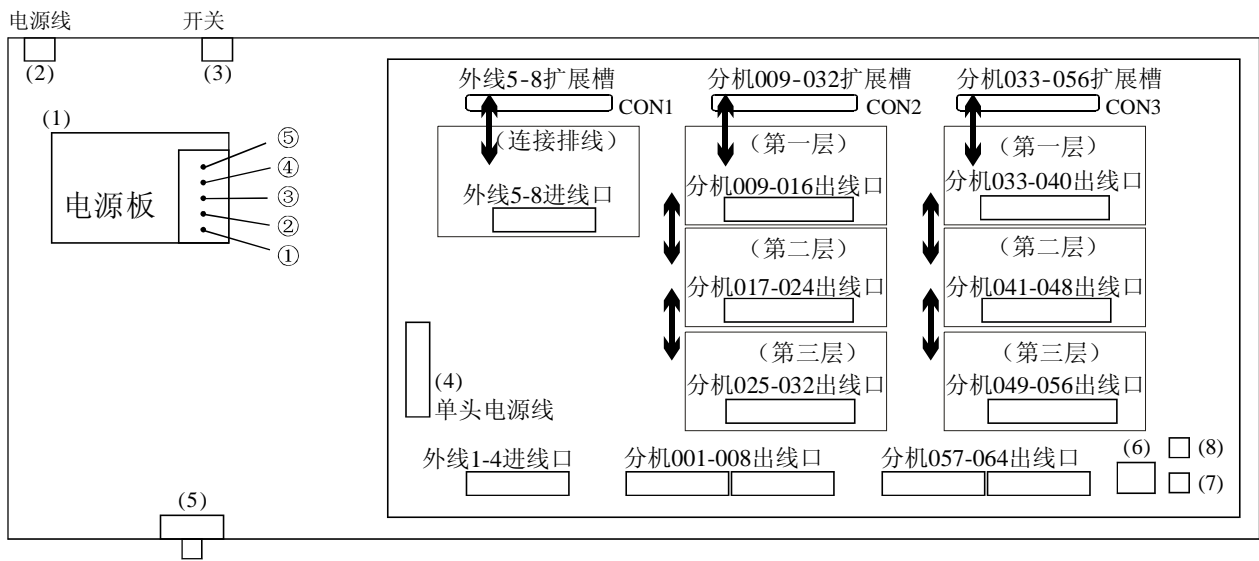 电源线 开关
(2) (3)
外线5-8扩展槽 分机009-032扩展槽 分机033-056扩展槽
CON1 CON2 CON3
(1)
电源板
⑤
④
③
②
①
(连接排线)
外线5-8进线口
(第一层)
分机009-016出线口
(第二层)
分机017-024出线口
(第三层)
分机025-032出线口
(第一层)
分机033-040出线口
(第二层)
分机041-048出线口
(第三层)
分机049-056出线口
(4)
单头电源线
外线1-4进线口 分机001-008出线口 分机057-064出线口
(6) (8)
(7)
(5)